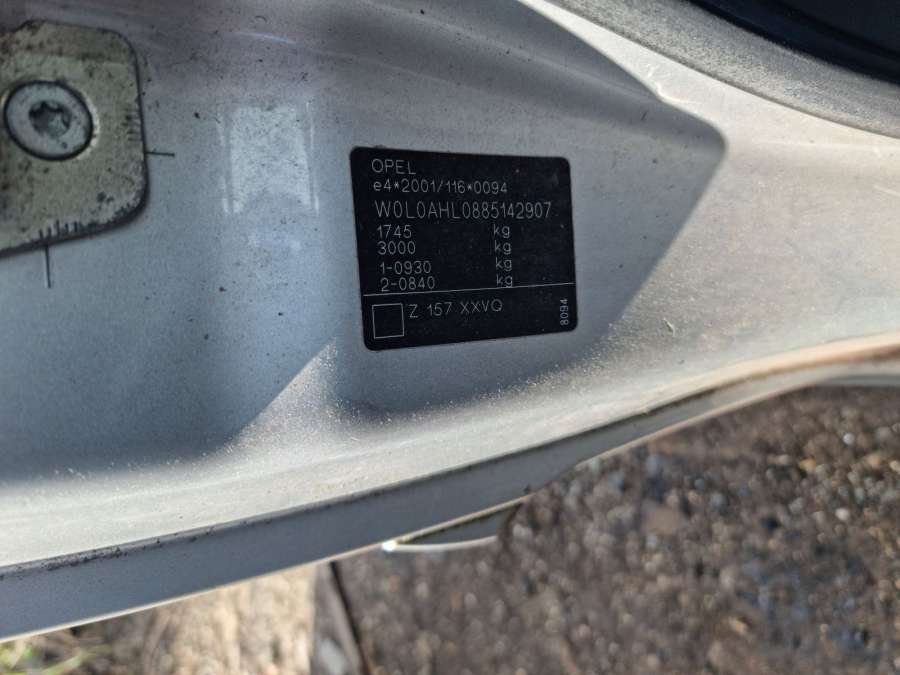 OPEL
e4*2001/116*0094
W0L0AHL0885142907
1745 kg
3000 kg
1-0930 kg
2-0840 kg
Z 157 XXVQ
8094